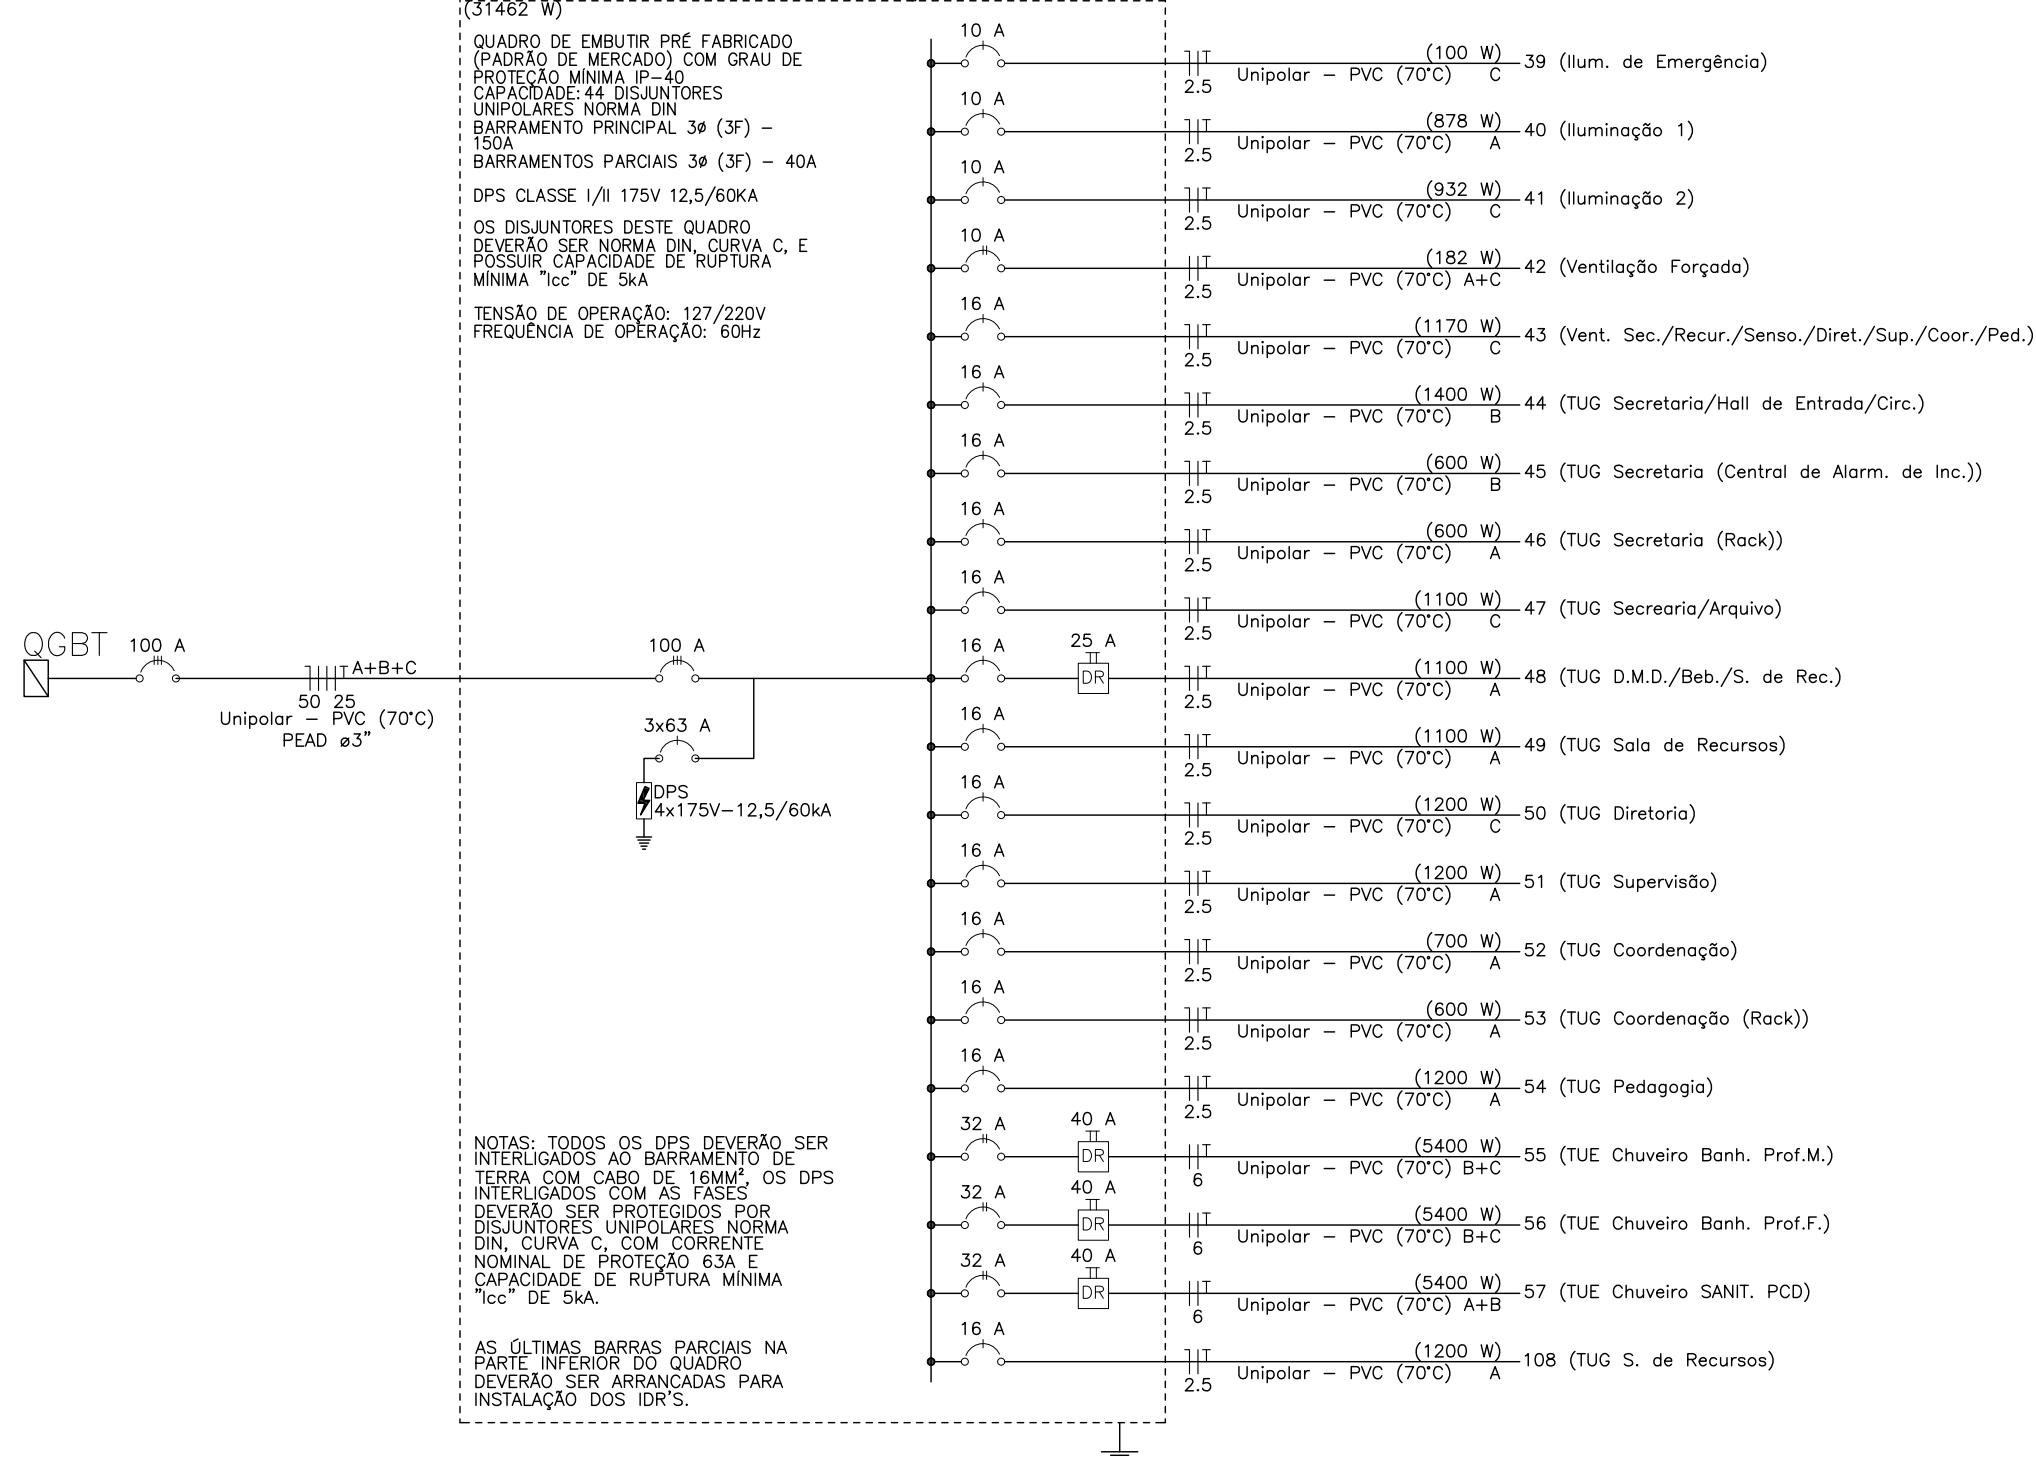 (31462 W)
QUADRO DE EMBUTIR PRÉ FABRICADO
(PADRÃO DE MERCADO) COM GRAU DE
PROTEÇÃO MÍNIMA IP-40
CAPACIDADE: 44 DISJUNTORES
UNIPOLARES NORMA DIN
BARRAMENTO PRINCIPAL 3ø (3F) -
150A
BARRAMENTOS PARCIAIS 3ø (3F) - 40A
DPS CLASSE I/II 175V 12,5/60KA
OS DISJUNTORES DESTE QUADRO
DEVERÃO SER NORMA DIN, CURVA C, E
POSSUIR CAPACIDADE DE RUPTURA
MÍNIMA "Icc" DE 5kA
TENSÃO DE OPERAÇÃO: 127/220V
FREQUÊNCIA DE OPERAÇÃO: 60Hz
QGBT
100 A
A+B+C
50 25
Unipolar - PVC (70°C)
PEAD ø3"
100 A
3x63 A
DPS
4x175V-12,5/60kA
NOTAS: TODOS OS DPS DEVERÃO SER
INTERLIGADOS AO BARRAMENTO DE
TERRA COM CABO DE 16MM², OS DPS
INTERLIGADOS COM AS FASES
DEVERÃO SER PROTEGIDOS POR
DISJUNTORES UNIPOLARES NORMA
DIN, CURVA C, COM CORRENTE
NOMINAL DE PROTEÇÃO 63A E
CAPACIDADE DE RUPTURA MÍNIMA
"Icc" DE 5kA.
AS ÚLTIMAS BARRAS PARCIAIS NA
PARTE INFERIOR DO QUADRO
DEVERÃO SER ARRANCADAS PARA
INSTALAÇÃO DOS IDR'S.
10 A
(100 W) 39 (Ilum. de Emergência)
2.5 Unipolar - PVC (70°C) C
10 A
(878 W) 40 (Iluminação 1)
2.5 Unipolar - PVC (70°C) A
10 A
(932 W) 41 (Iluminação 2)
2.5 Unipolar - PVC (70°C) C
10 A
(182 W) 42 (Ventilação Forçada)
2.5 Unipolar - PVC (70°C) A+C
16 A
(1170 W) 43 (Vent. Sec./Recur./Senso./Diret./Sup./Coor./Ped.)
2.5 Unipolar - PVC (70°C) C
16 A
(1400 W) 44 (TUG Secretaria/Hall de Entrada/Circ.)
2.5 Unipolar - PVC (70°C) B
16 A
(600 W) 45 (TUG Secretaria (Central de Alarm. de Inc.))
2.5 Unipolar - PVC (70°C) B
16 A
(600 W) 46 (TUG Secretaria (Rack))
2.5 Unipolar - PVC (70°C) A
16 A
(1100 W) 47 (TUG Secrearia/Arquivo)
2.5 Unipolar - PVC (70°C) C
16 A 25 A
DR (1100 W) 48 (TUG D.M.D./Beb./S. de Rec.)
2.5 Unipolar - PVC (70°C) A
16 A
(1100 W) 49 (TUG Sala de Recursos)
2.5 Unipolar - PVC (70°C) A
16 A
(1200 W) 50 (TUG Diretoria)
2.5 Unipolar - PVC (70°C) C
16 A
(1200 W) 51 (TUG Supervisão)
2.5 Unipolar - PVC (70°C) A
16 A
(700 W) 52 (TUG Coordenação)
2.5 Unipolar - PVC (70°C) A
16 A
(600 W) 53 (TUG Coordenação (Rack))
2.5 Unipolar - PVC (70°C) A
16 A
(1200 W) 54 (TUG Pedagogia)
2.5 Unipolar - PVC (70°C) A
32 A 40 A
DR (5400 W) 55 (TUE Chuveiro Banh. Prof.M.)
6 Unipolar - PVC (70°C) B+C
32 A 40 A
DR (5400 W) 56 (TUE Chuveiro Banh. Prof.F.)
6 Unipolar - PVC (70°C) B+C
32 A 40 A
DR (5400 W) 57 (TUE Chuveiro SANIT. PCD)
6 Unipolar - PVC (70°C) A+B
16 A
(1200 W) 108 (TUG S. de Recursos)
2.5 Unipolar - PVC (70°C) A